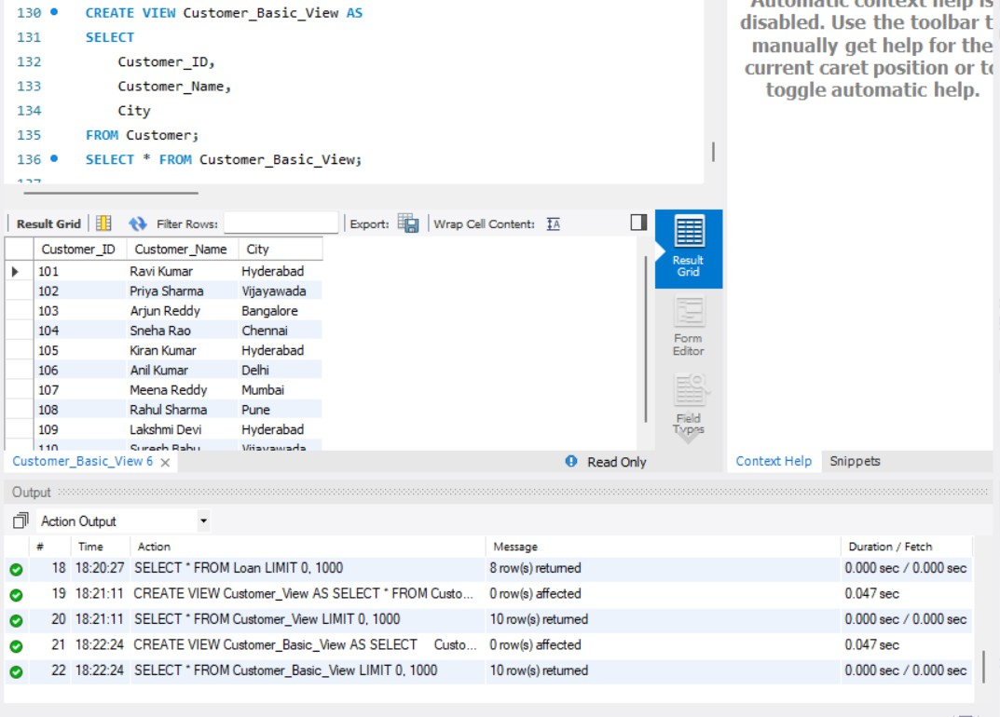 130 CREATE VIEW Customer_Basic_View AS
131 SELECT
132 Customer_ID,
133 Customer_Name,
134 City
135 FROM Customer;
136 SELECT * FROM Customer_Basic_View;
137
Automatic context help is
disabled. Use the toolbar t
manually get help for the
current caret position or to
toggle automatic help.
Result Grid Filter Rows: Export: Wrap Cell Content: IA
Customer_ID Customer_Name City
101 Ravi Kumar Hyderabad
102 Priya Sharma Vijayawada
103 Arjun Reddy Bangalore
104 Sneha Rao Chennai
105 Kiran Kumar Hyderabad
106 Anil Kumar Delhi
107 Meena Reddy Mumbai
108 Rahul Sharma Pune
109 Lakshmi Devi Hyderabad
110 Suresh Babu Vijayawada
Result
Grid
Form
Editor
Field
Types
Customer_Basic_View 6 Read Only
Context Help Snippets
Output
Action Output
# Time Action Message Duration / Fetch
18 18:20:27 SELECT * FROM Loan LIMIT 0, 1000 8 row(s) returned 0.000 sec / 0.000 sec
19 18:21:11 CREATE VIEW Customer_View AS SELECT * FROM Custo... 0 row(s) affected 0.047 sec
20 18:21:11 SELECT * FROM Customer_View LIMIT 0, 1000 10 row(s) returned 0.000 sec / 0.000 sec
21 18:22:24 CREATE VIEW Customer_Basic_View AS SELECT Custo... 0 row(s) affected 0.047 sec
22 18:22:24 SELECT * FROM Customer_Basic_View LIMIT 0, 1000 10 row(s) returned 0.000 sec / 0.000 sec